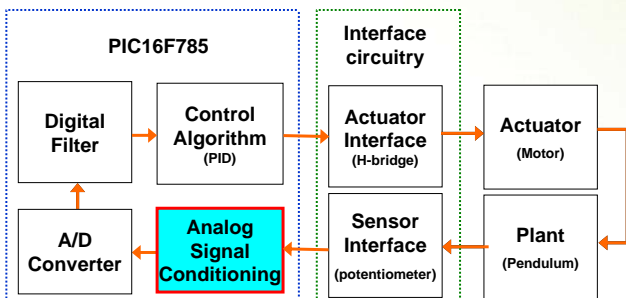 PIC16F785
Interface
circuitry
Digital
Filter
Control
Algorithm
(PID)
Actuator
Interface
(H-bridge)
Actuator
(Motor)
A/D
Converter
Analog
Signal
Conditioning
Sensor
Interface
(potentiometer)
Plant
(Pendulum)